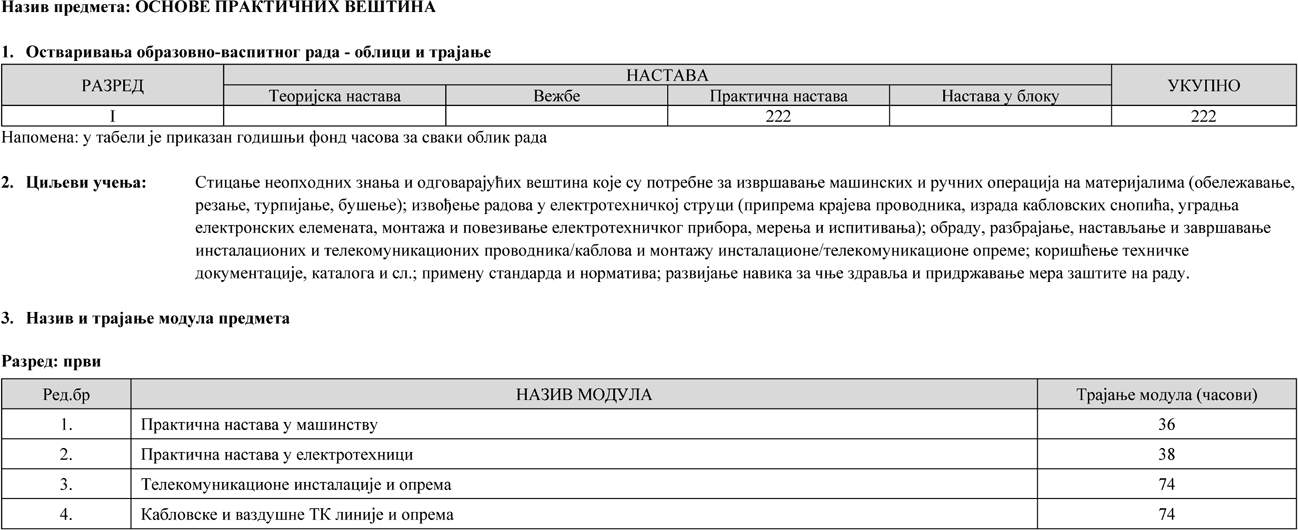 Назив предмета: ОСНОВЕ ПРАКТИЧНИХ ВЕШТИНА
1. Остваривања образовно-васпитног рада - облици и трајање
РАЗРЕД НАСТАВА УКУПНО
Теоријска настава Вежбе Практична настава Настава у блоку
I 222 222
Напомена: у табели је приказан годишњи фонд часова за сваки облик рада
2. Циљеви учења: Стицање неопходних знања и одговарајућих вештина које су потребне за извршавање машинских и ручних операција на материјалима (обележавање,
резање, турпијање, бушење); извођење радова у електротехничкој струци (припрема крајева проводника, израда кабловских снопића, уградња
електронских елемената, монтажа и повезивање електротехничког прибора, мерења и испитивања); обраду, разбрајање, настављање и завршавање
инсталационих и телекомуникационих проводника/каблова и монтажу инсталационе/телекомуникационе опреме; коришћење техничке
документације, каталога и сл.; примену стандарда и норматива; развијање навика за чње здравља и придржавање мера заштите на раду.
3. Назив и трајање модула предмета
Разред: први
Ред.бр НАЗИВ МОДУЛА Трајање модула (часови)
1. Практична настава у машинству 36
2. Практична настава у електротехници 38
3. Телекомуникационе инсталације и опрема 74
4. Кабловске и ваздушне ТК линије и опрема 74